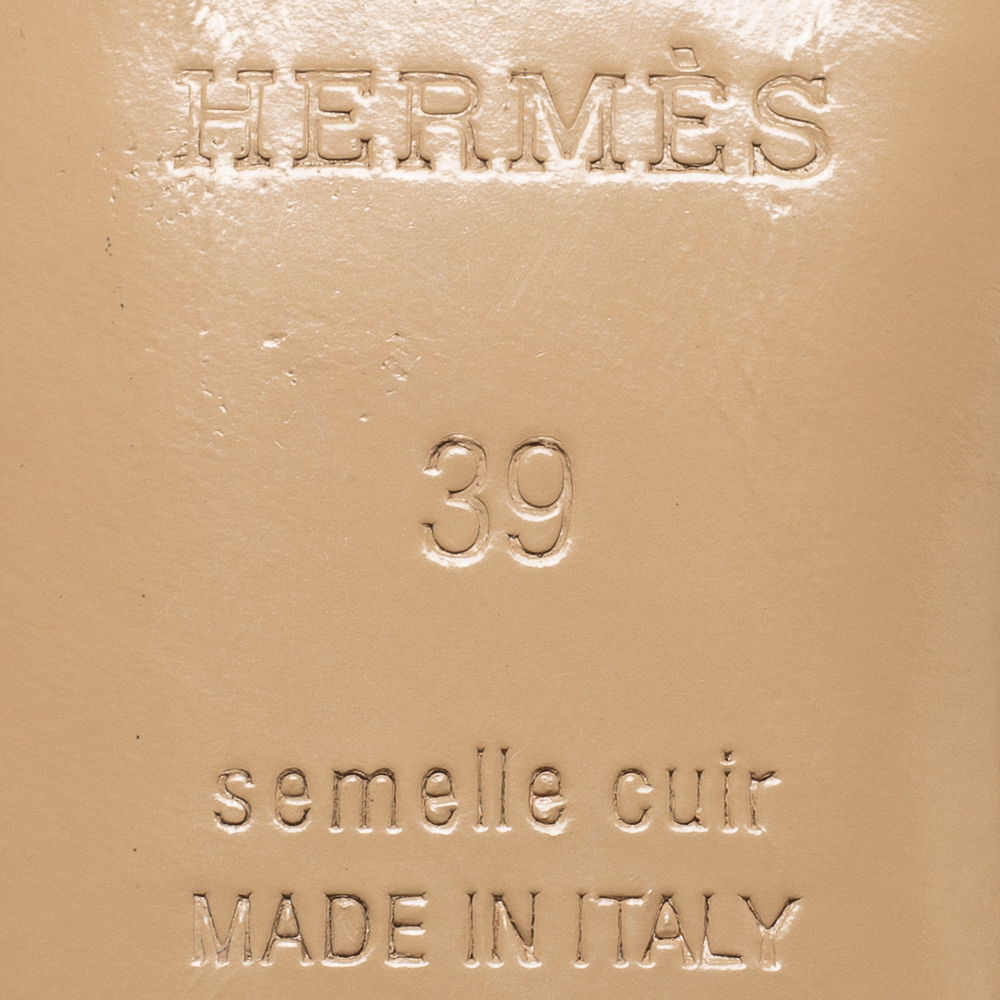 HERMÈS
39
semelle cuir
MADE IN ITALY